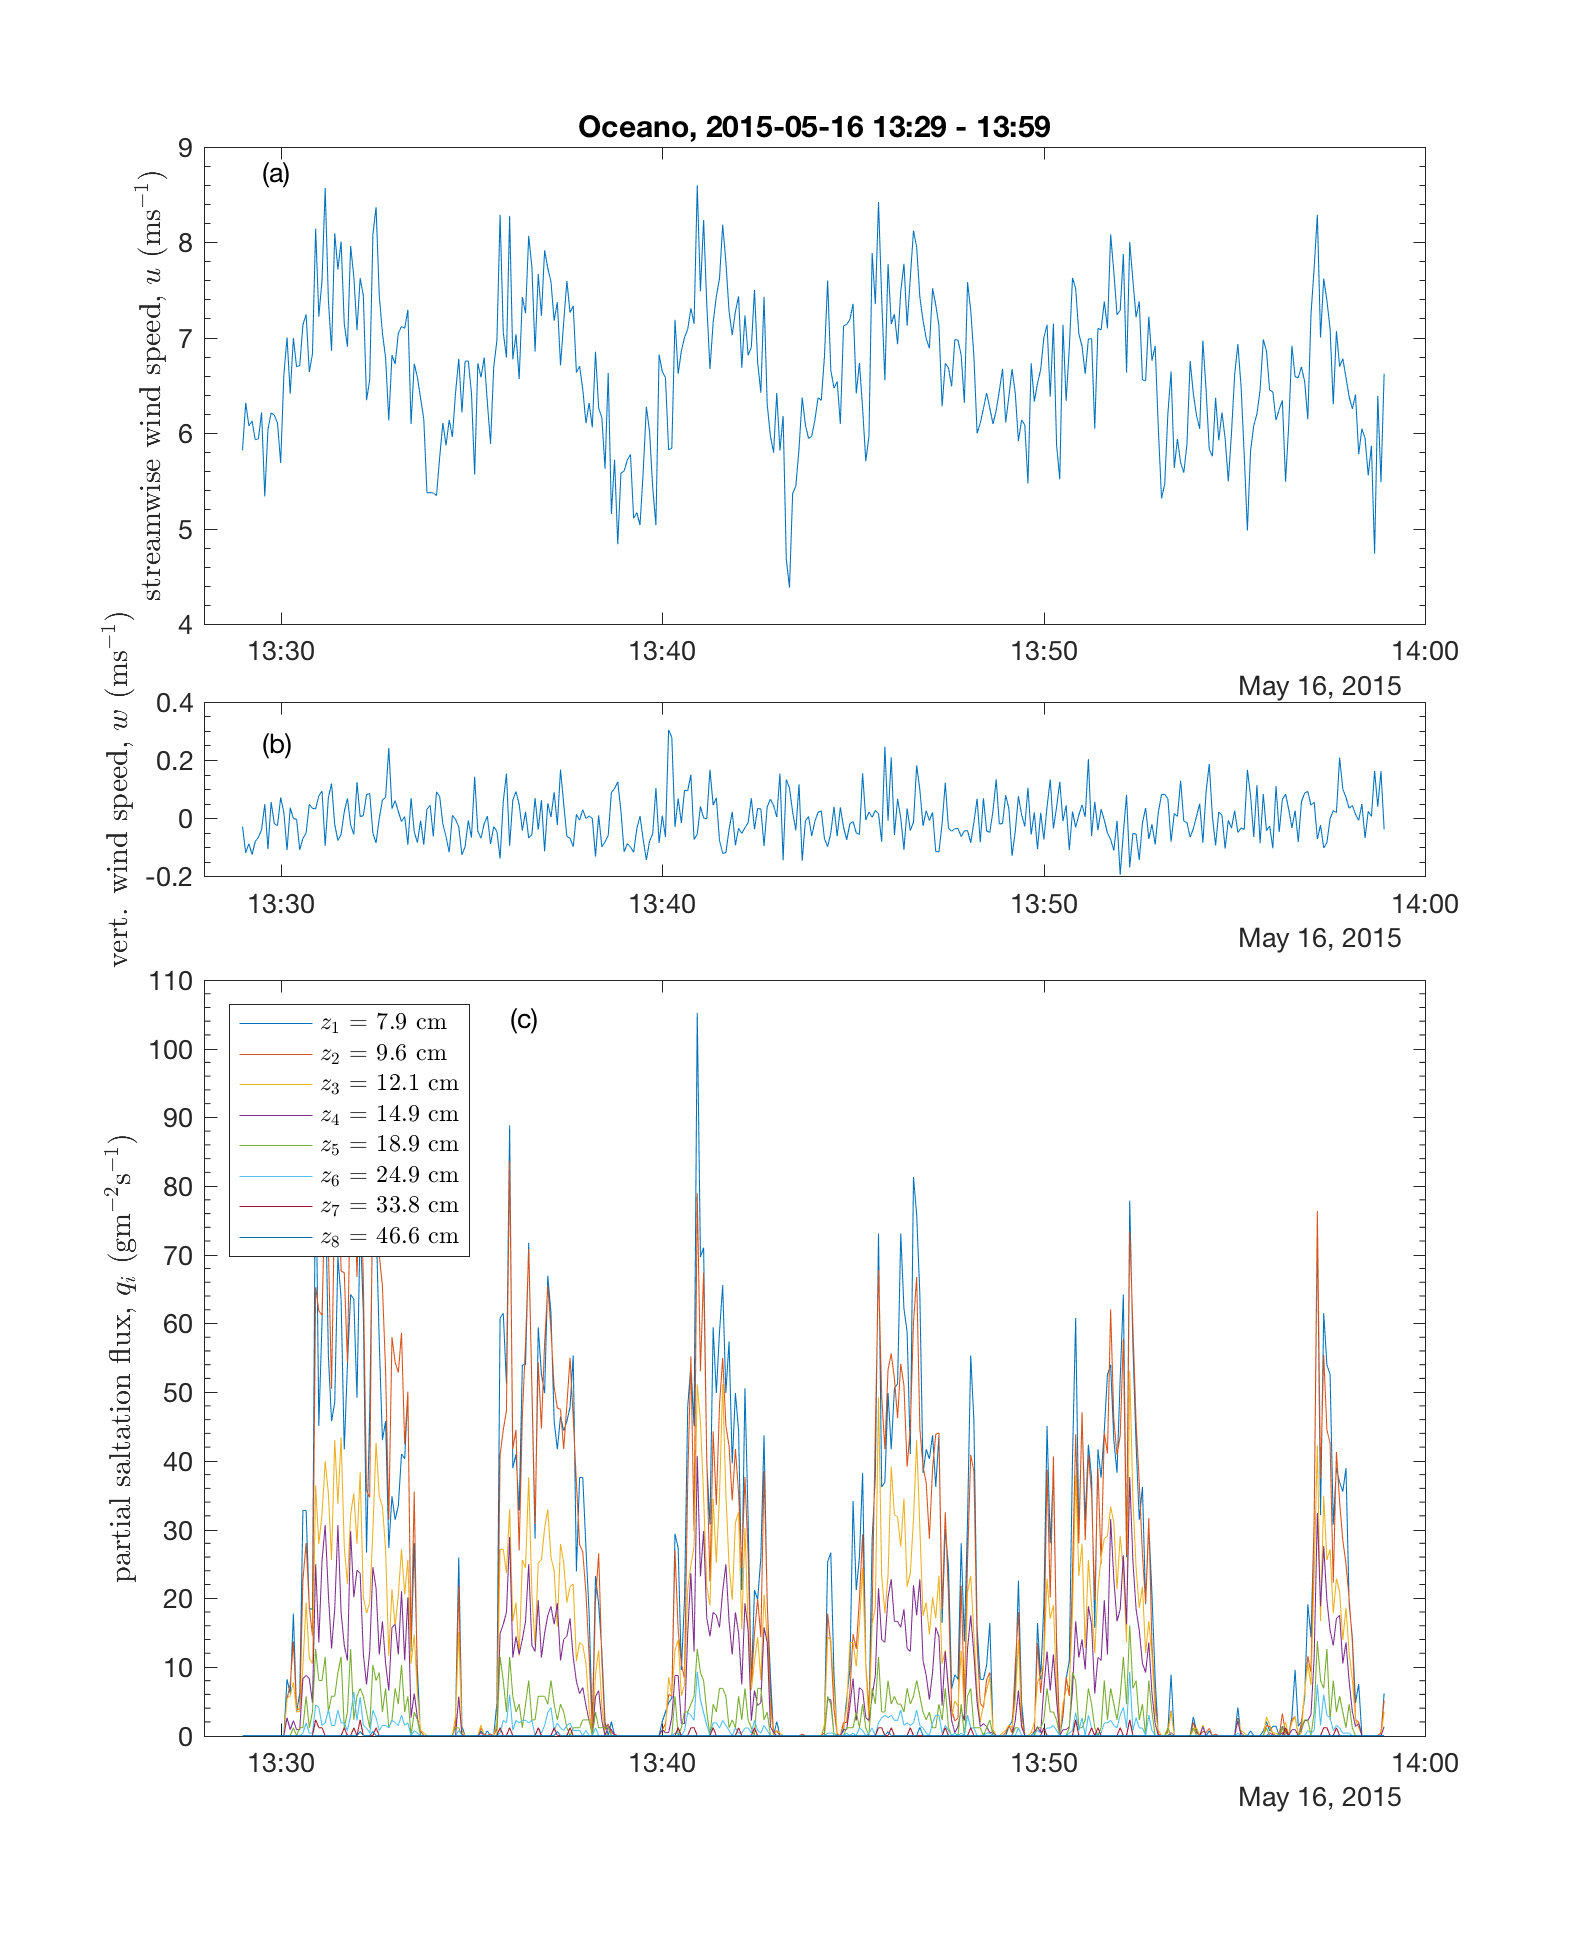 Oceano, 2015-05-16 13:29 - 13:59
(a)
streamwise wind speed, u (ms⁻¹)
9
8
7
6
5
4
13:30 13:40 13:50 14:00
May 16, 2015
(b)
vert. wind speed, w (ms⁻¹)
0.4
0.2
0
-0.2
13:30 13:40 13:50 14:00
May 16, 2015
(c)
partial saltation flux, qᵢ (gm⁻²s⁻¹)
110
100
90
80
70
60
50
40
30
20
10
0
z₁ = 7.9 cm
z₂ = 9.6 cm
z₃ = 12.1 cm
z₄ = 14.9 cm
z₅ = 18.9 cm
z₆ = 24.9 cm
z₇ = 33.8 cm
z₈ = 46.6 cm
13:30 13:40 13:50 14:00
May 16, 2015